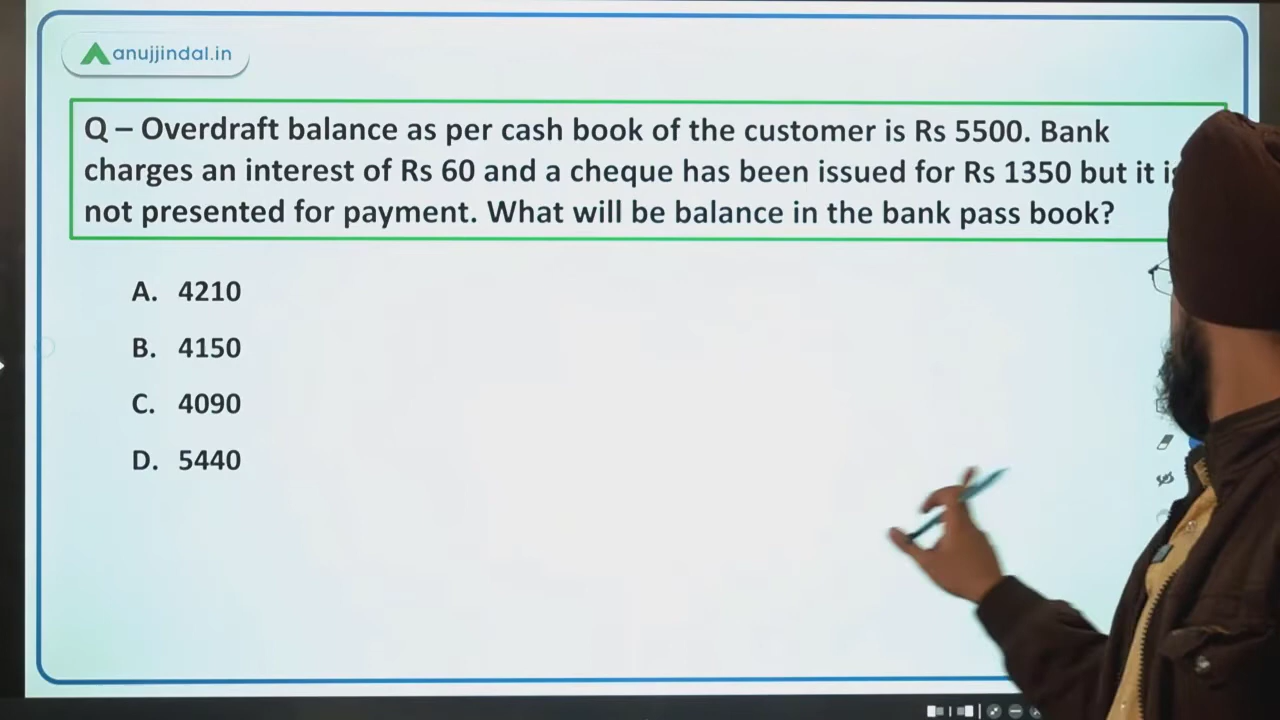 anujjindal.in
Q – Overdraft balance as per cash book of the customer is Rs 5500. Bank
charges an interest of Rs 60 and a cheque has been issued for Rs 1350 but it
not presented for payment. What will be balance in the bank pass book?
A. 4210
B. 4150
C. 4090
D. 5440